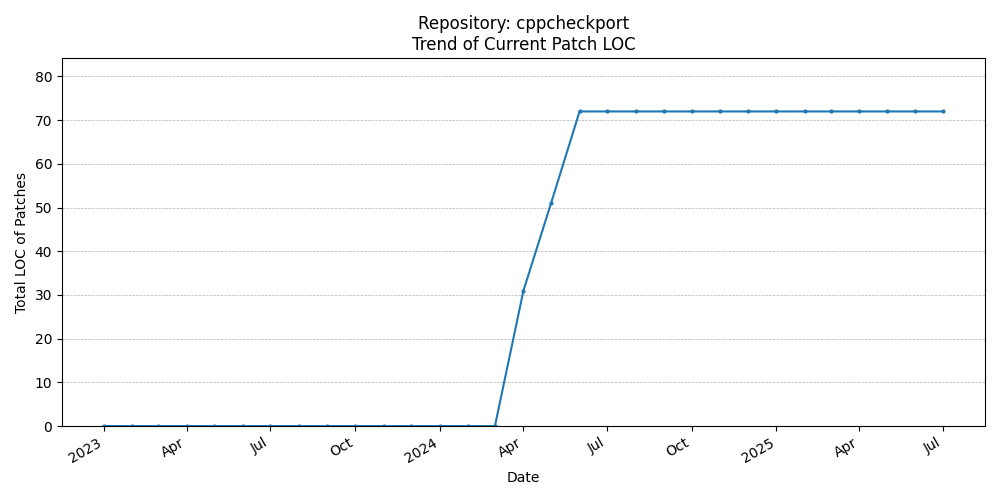 Repository: cppcheckport
Trend of Current Patch LOC
Total LOC of Patches
80
70
60
50
40
30
20
10
0
2023
Apr
Jul
Oct
2024
Apr
Jul
Oct
2025
Apr
Jul
Date